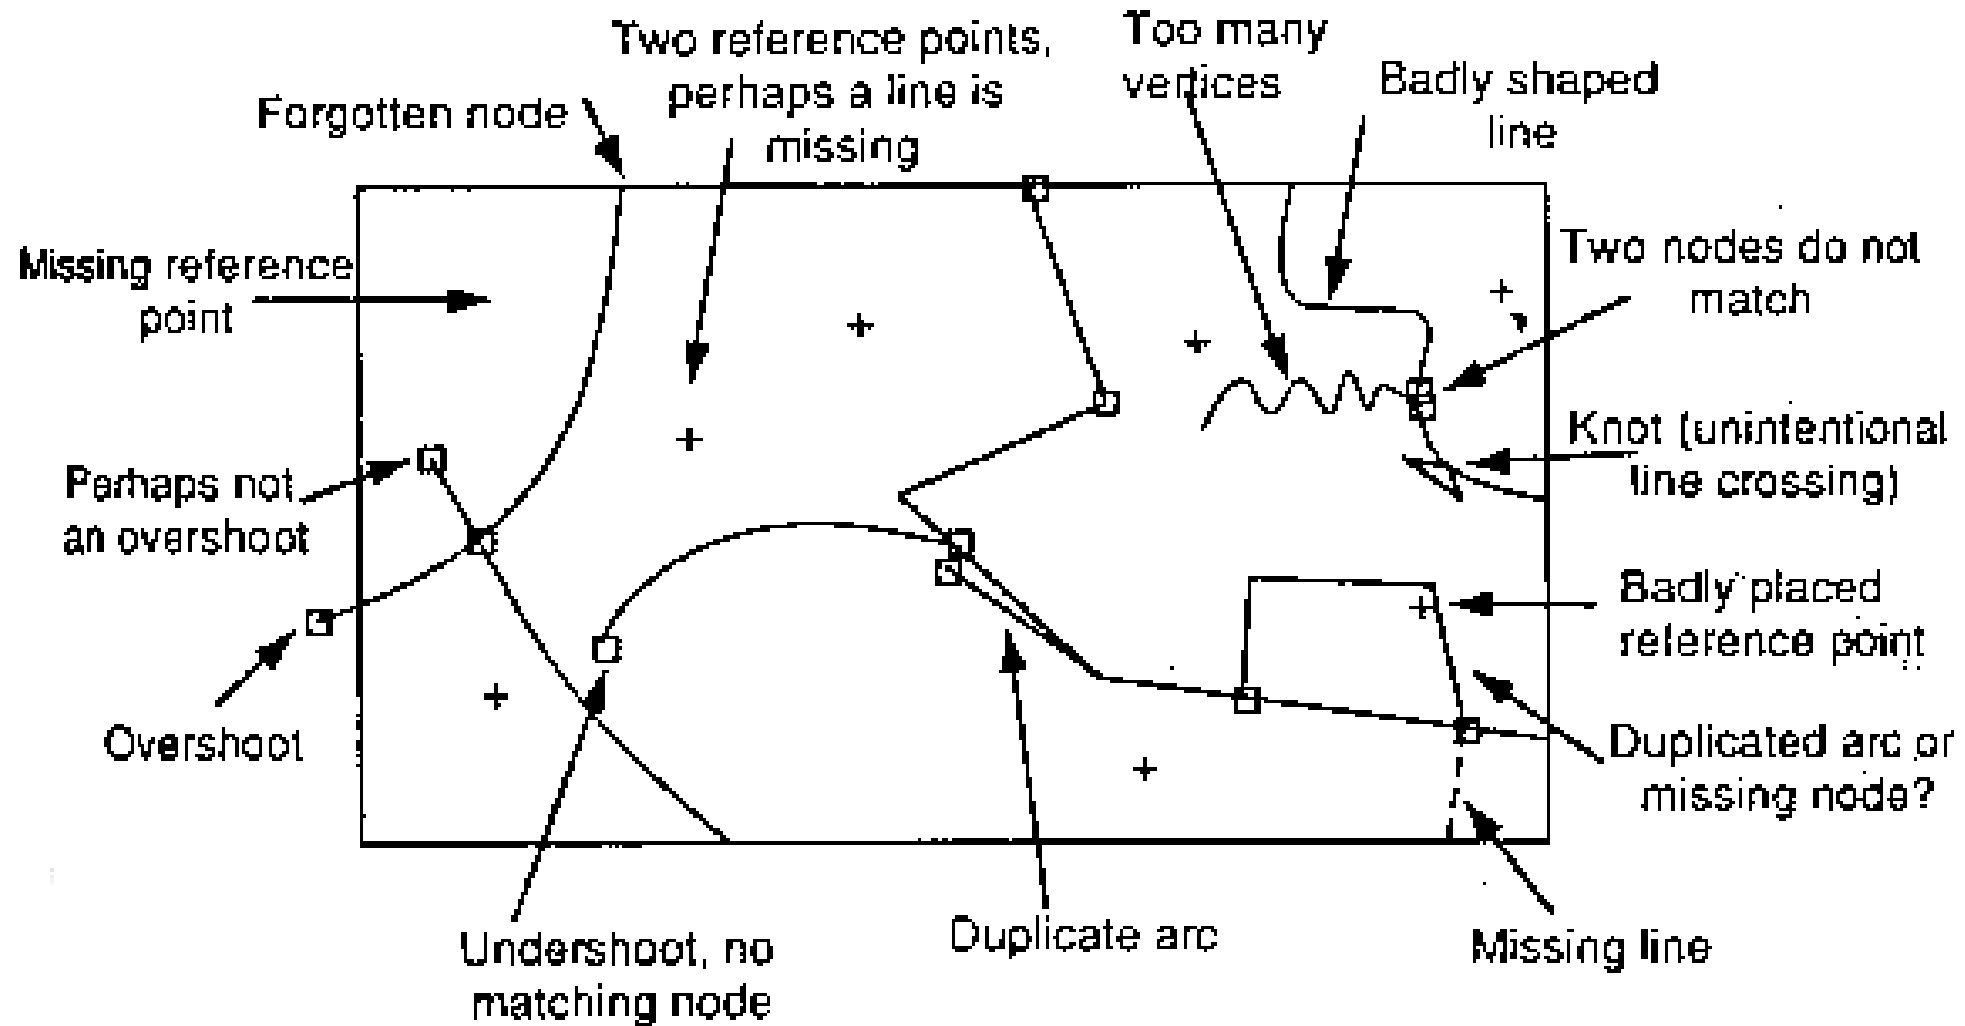 Two reference points,
perhaps a line is
missing
Too many
vertices
Badly shaped
line
Forgotten node
Missing reference
point
Two nodes do not
match
Knot (unintentional
line crossing)
Perhaps not
an overshoot
Badly placed
reference point
Overshoot
Duplicated arc or
missing node?
Undershoot, no
matching node
Duplicate arc
Missing line